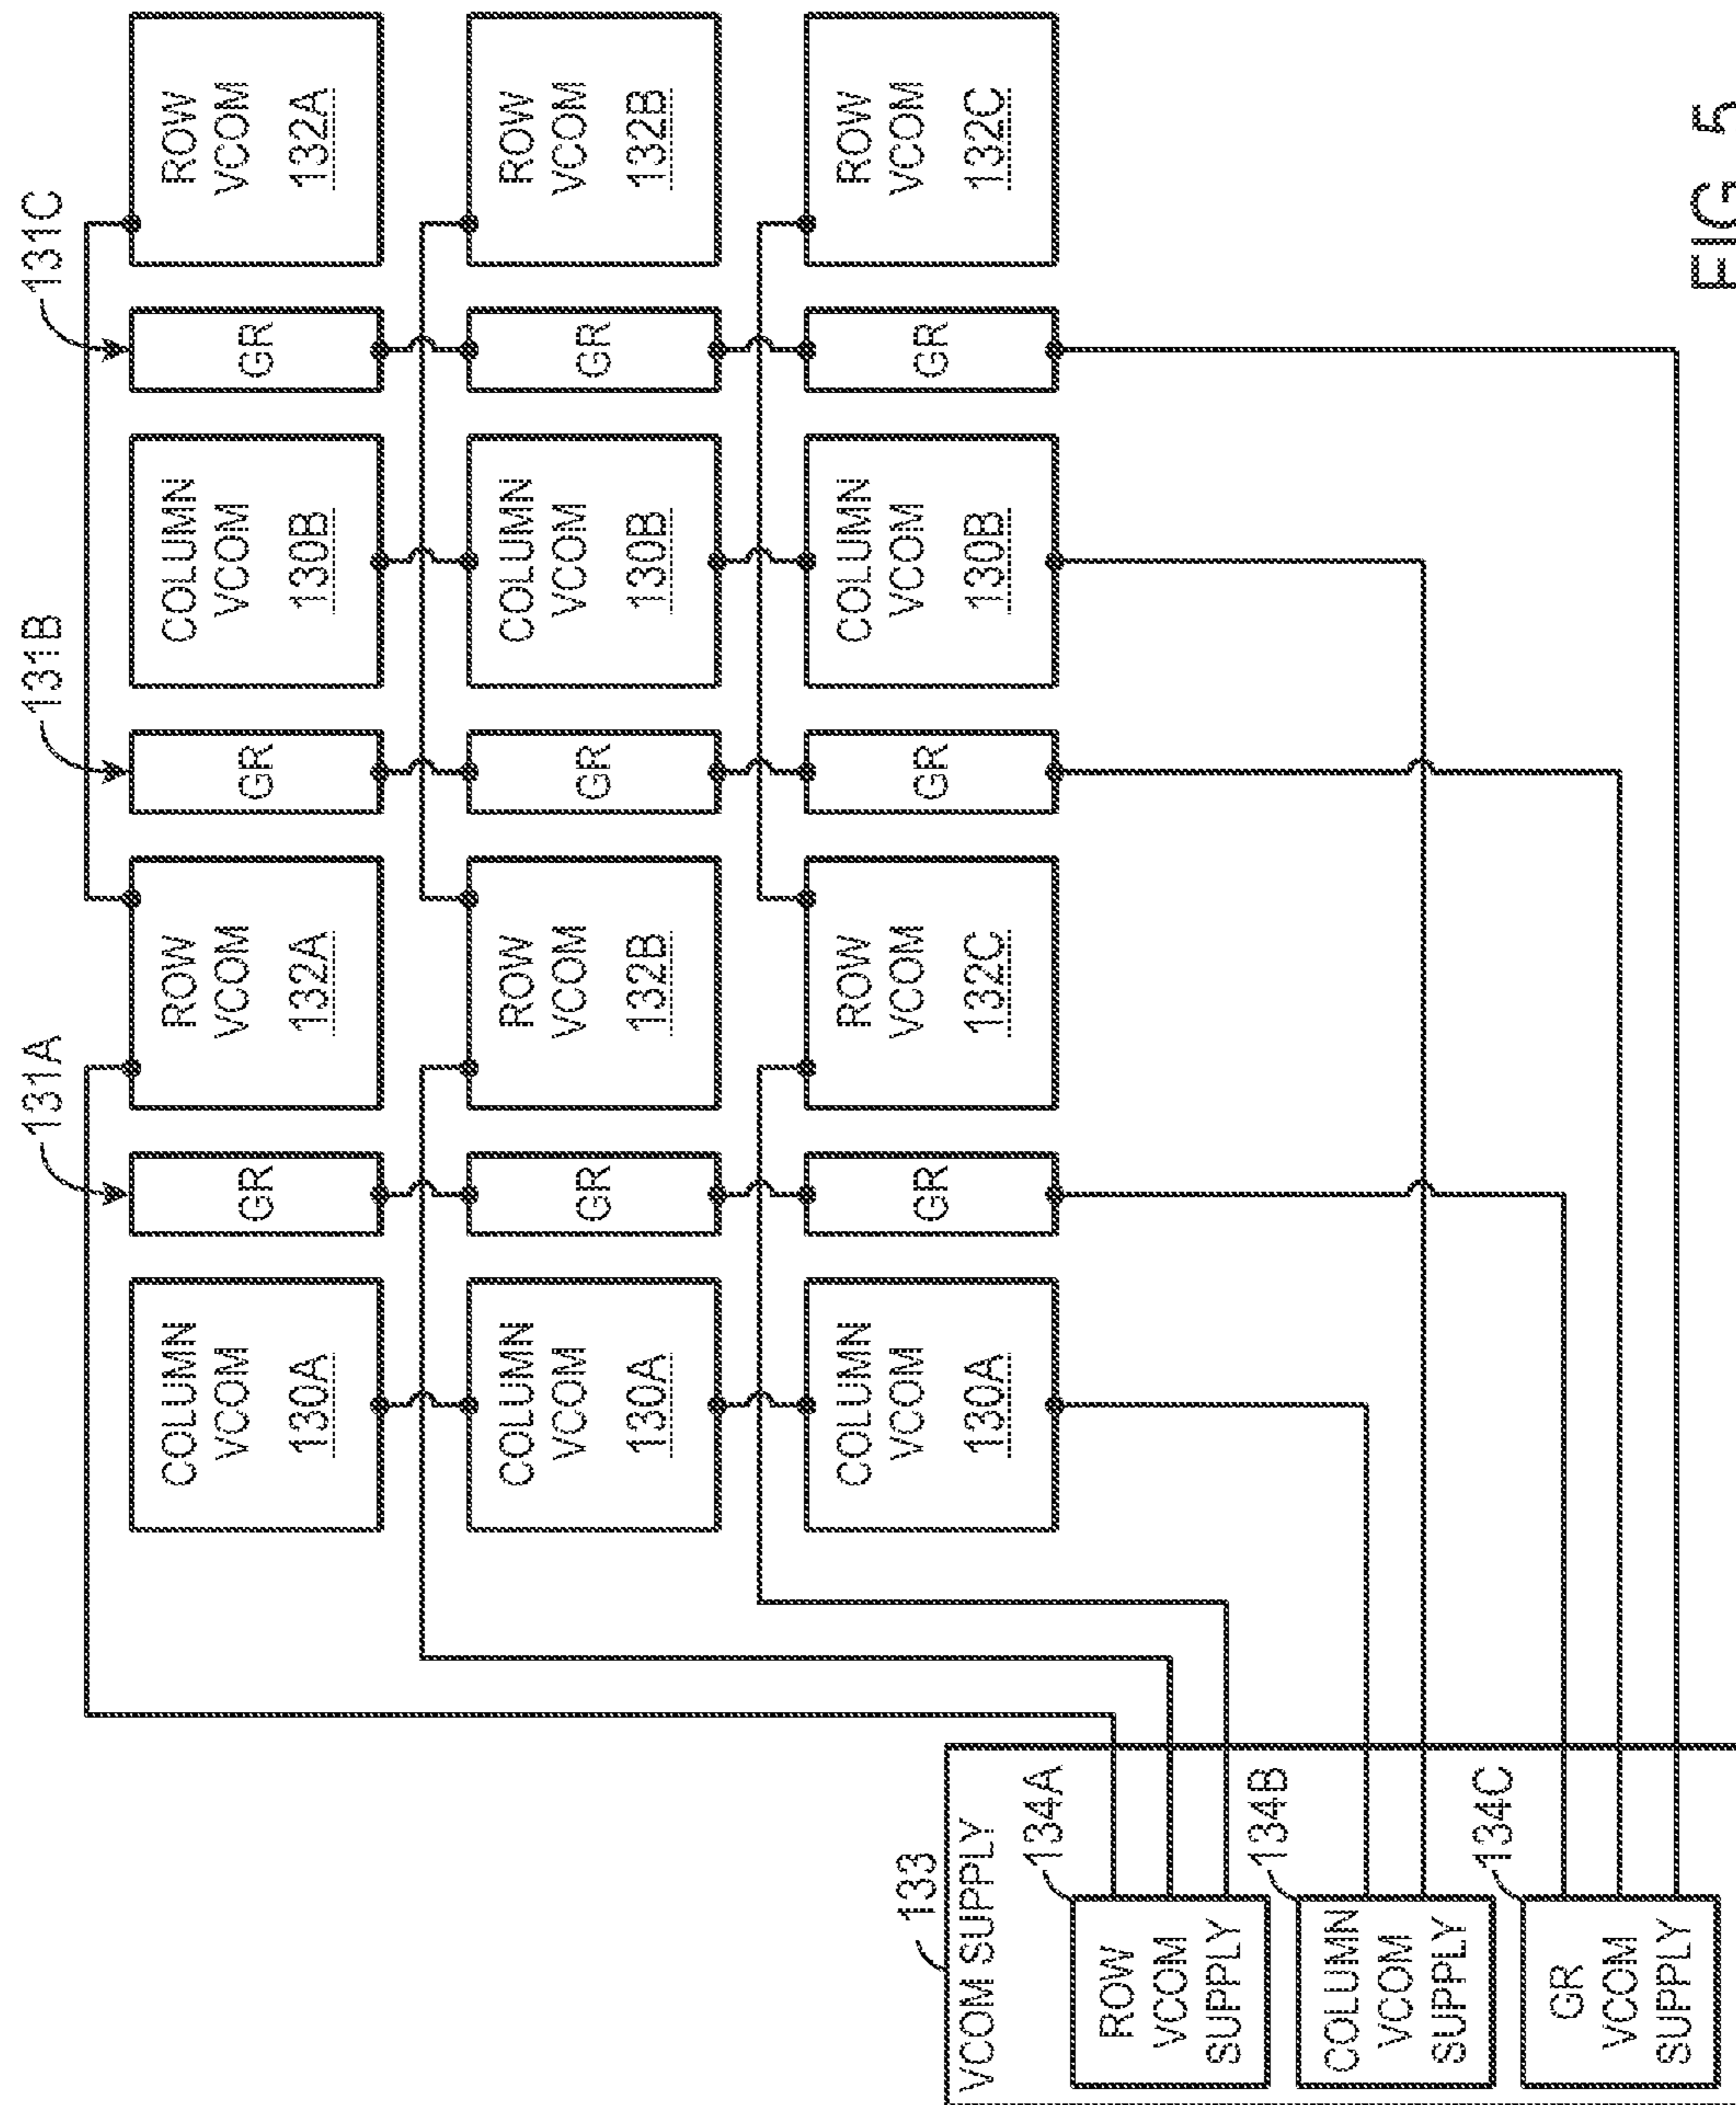 131A
131B
131C
COLUMN
VCOM
130A
GR
ROW
VCOM
132A
GR
COLUMN
VCOM
130B
GR
ROW
VCOM
132A
COLUMN
VCOM
130A
GR
ROW
VCOM
132B
GR
COLUMN
VCOM
130B
GR
ROW
VCOM
132B
COLUMN
VCOM
130A
GR
ROW
VCOM
132C
GR
COLUMN
VCOM
130B
GR
ROW
VCOM
132C
133
VCOM SUPPLY
134A
ROW
VCOM
SUPPLY
134B
COLUMN
VCOM
SUPPLY
134C
GR
VCOM
SUPPLY
FIG 5